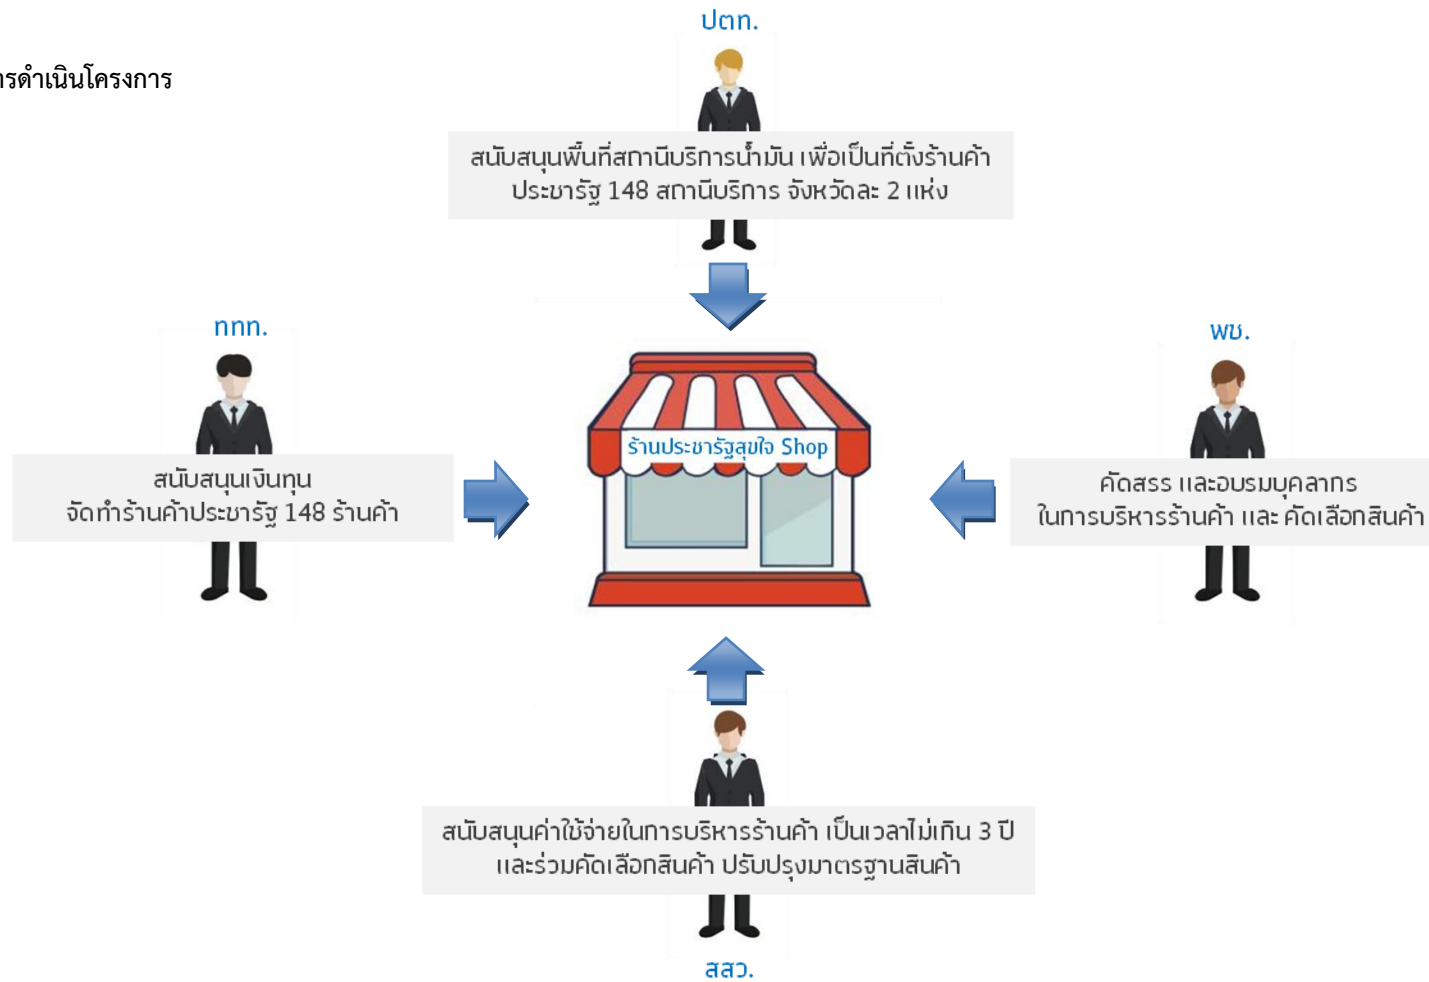 ปตท.
ารดำเนินโครงการ
สนับสนุนพื้นที่สถานีบริการน้ำมัน เพื่อเป็นที่ตั้งร้านค้า
ประชารัฐ 148 สถานีบริการ จังหวัดละ 2 แห่ง
ททท.
พช.
ร้านประชารัฐสุขใจ Shop
สนับสนุนเงินทุน
จัดทำร้านค้าประชารัฐ 148 ร้านค้า
คัดสรร และอบรมบุคลากร
ในการบริหารร้านค้า และ คัดเลือกสินค้า
สนับสนุนค่าใช้จ่ายในการบริหารร้านค้า เป็นเวลาไม่เกิน 3 ปี
และร่วมคัดเลือกสินค้า ปรับปรุงมาตรฐานสินค้า
สสว.